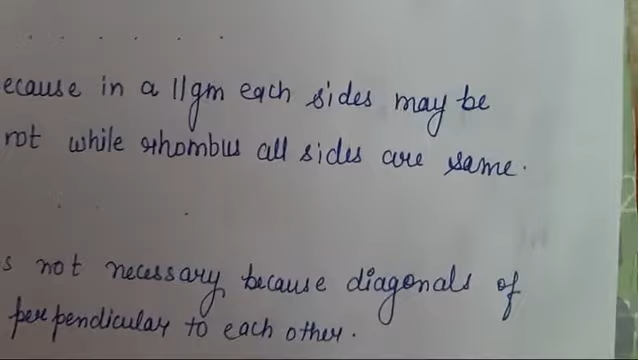 ecause in a ||gm each sides may be
not while rhombus all sides are same.
s not necessary because diagonals of
perpendicular to each other.